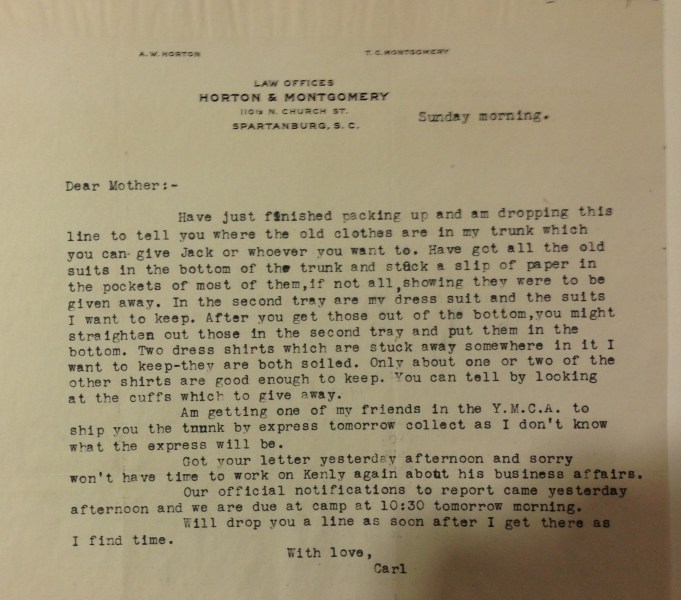 A. W. HORTON T. C. MONTGOMERY
LAW OFFICES
HORTON & MONTGOMERY
110½ N. CHURCH ST.
SPARTANBURG, S. C.
Sunday morning.
Dear Mother:-
Have just finished packing up and am dropping this
line to tell you where the old clothes are in my trunk which
you can give Jack or whoever you want to. Have got all the old
suits in the bottom of the trunk and stuck a slip of paper in
the pockets of most of them,if not all,showing they were to be
given away. In the second tray are my dress suit and the suits
I want to keep. After you get those out of the bottom,you might
straighten out those in the second tray and put them in the
bottom. Two dress shirts which are stuck away somewhere in it I
want to keep-they are both soiled. Only about one or two of the
other shirts are good enough to keep. You can tell by looking
at the cuffs which to give away.
Am getting one of my friends in the Y.M.C.A. to
ship you the trunk by express tomorrow collect as I don't know
what the express will be.
Got your letter yesterday afternoon and sorry
won't have time to work on Kenly again about his business affairs.
Our official notifications to report came yesterday
afternoon and we are due at camp at 10:30 tomorrow morning.
Will drop you a line as soon after I get there as
I find time.
With love,
Carl